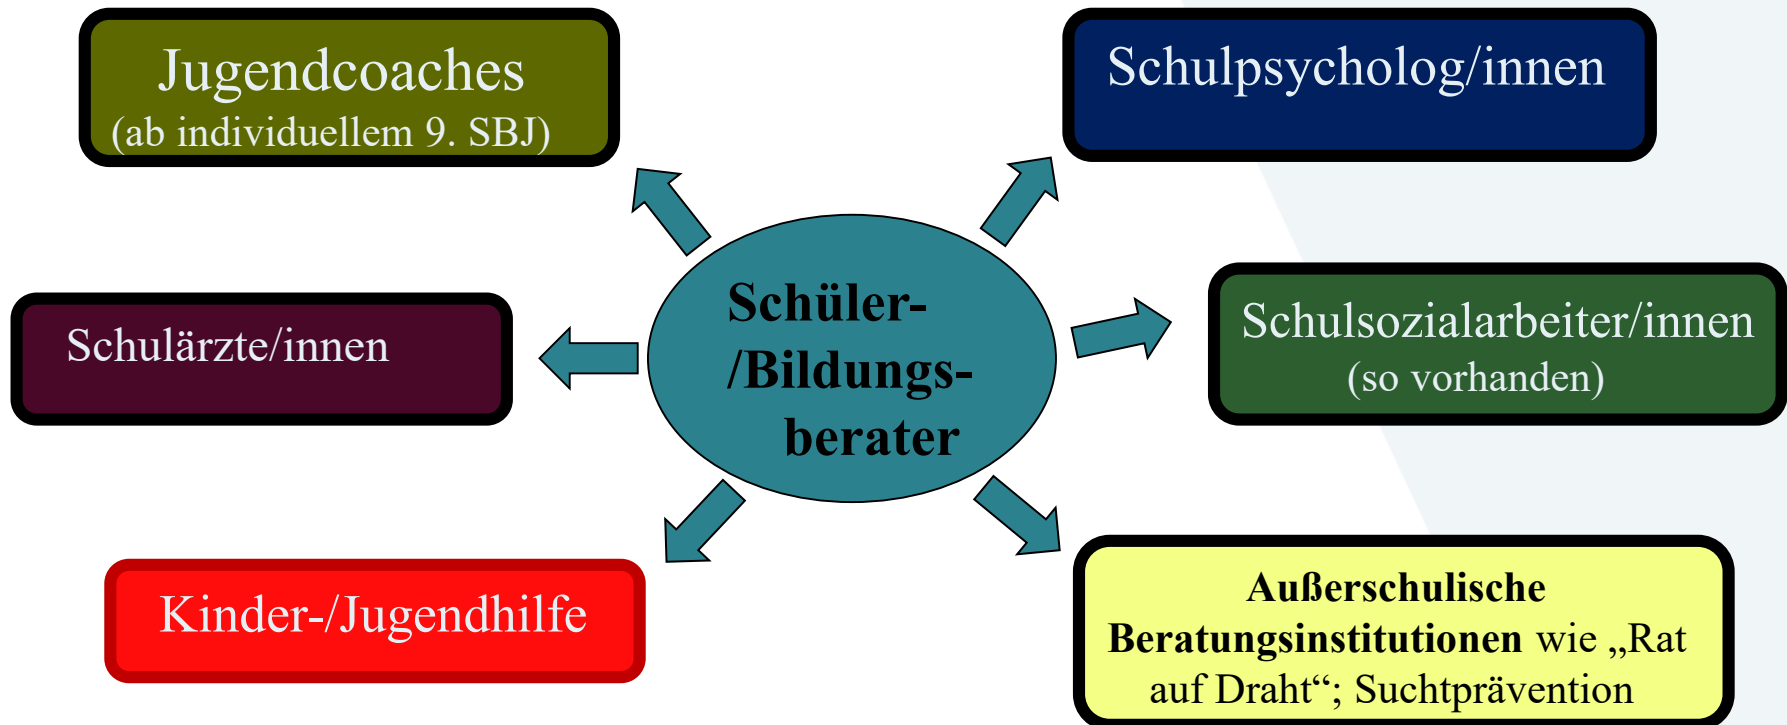 Jugendcoaches
(ab individuellem 9. SBJ)
Schulpsycholog/innen
Schulärzte/innen
Schüler-
/Bildungs-
berater
Schulsozialarbeiter/innen
(so vorhanden)
Kinder-/Jugendhilfe
Außerschulische
Beratungsinstitutionen wie „Rat
auf Draht“; Suchtprävention